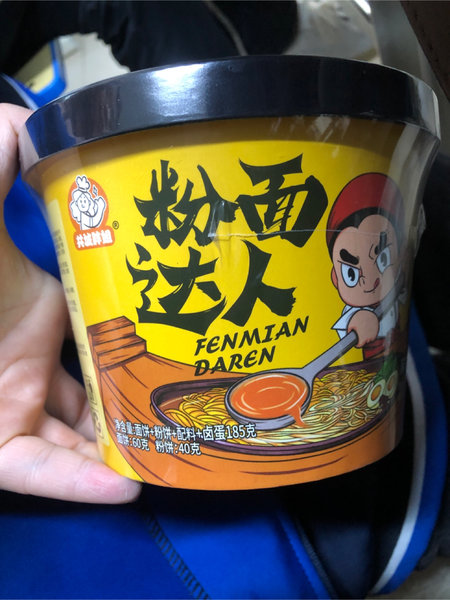 粉面
达人
FENMIAN
DAREN
®
净含量:面饼+粉饼+配料+卤蛋185克
面饼:60克 粉饼:40克